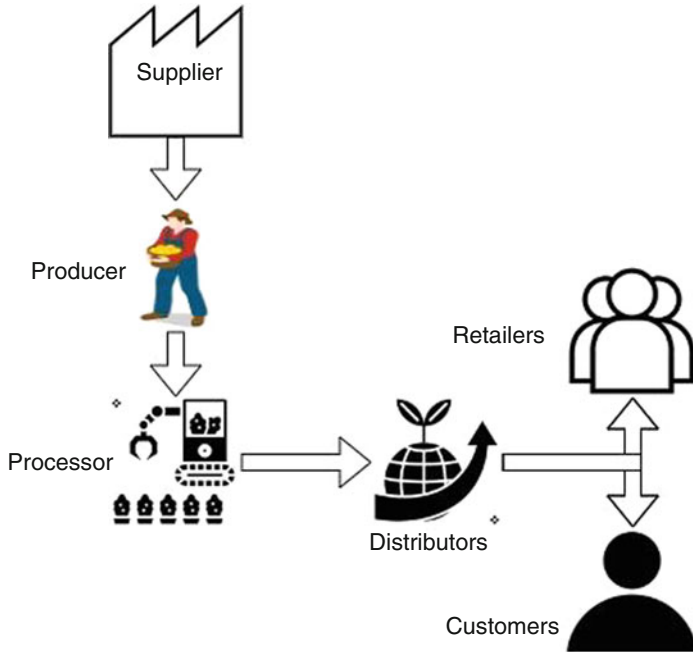 Supplier
Producer
Retailers
Processor
Distributors
Customers